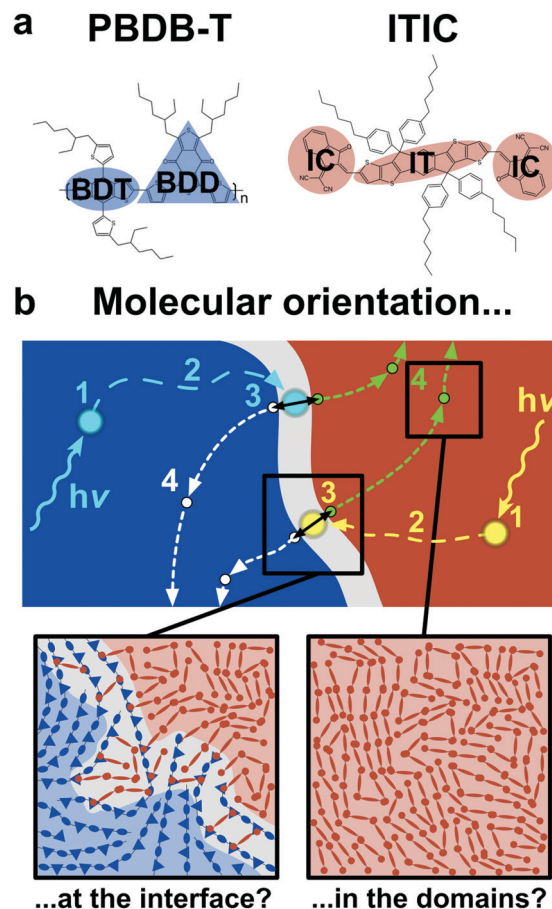 a PBDB-T ITIC
S
S
S
O O
BDT BDD
n
S
S
S
NC CN
O
S S
IC IT IC
S S
O
NC CN
b Molecular orientation...
1 2 3 4
hν
4 3 2 1
hν
...at the interface? ...in the domains?